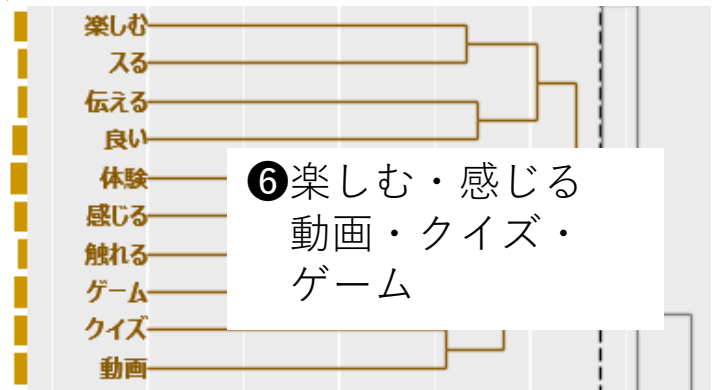 楽しむ
スる
伝える
良い
体験
感じる
触れる
ゲーム
クイズ
動画
❻楽しむ・感じる
動画・クイズ・
ゲーム